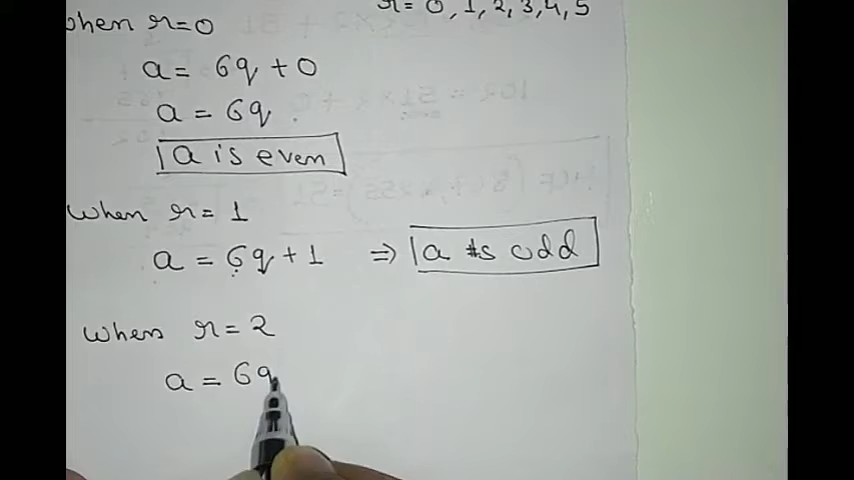 r = 0, 1, 2, 3, 4, 5
when r=0
a = 6q + 0
a = 6q
a is even
when r = 1
a = 6q + 1 ⇒ a is odd
when r = 2
a = 6q